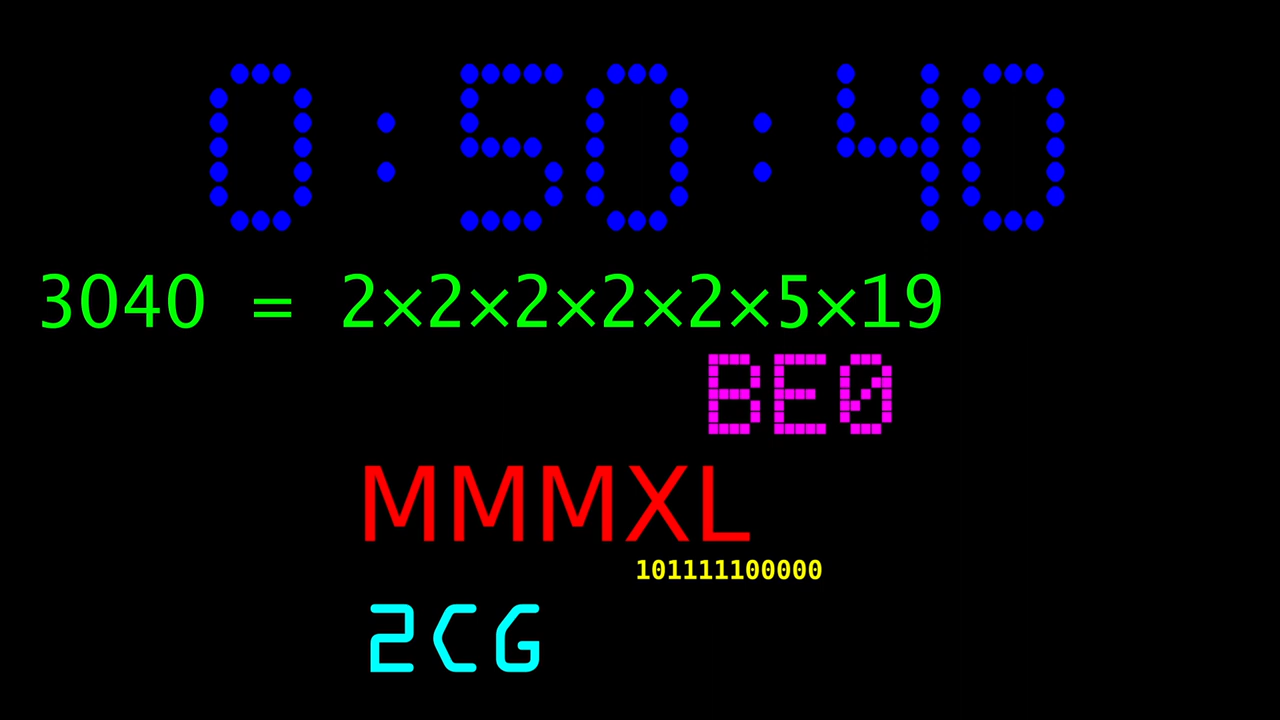 0:50:40
3040 = 2×2×2×2×2×5×19
BE0
MMMXL
101111100000
2CG